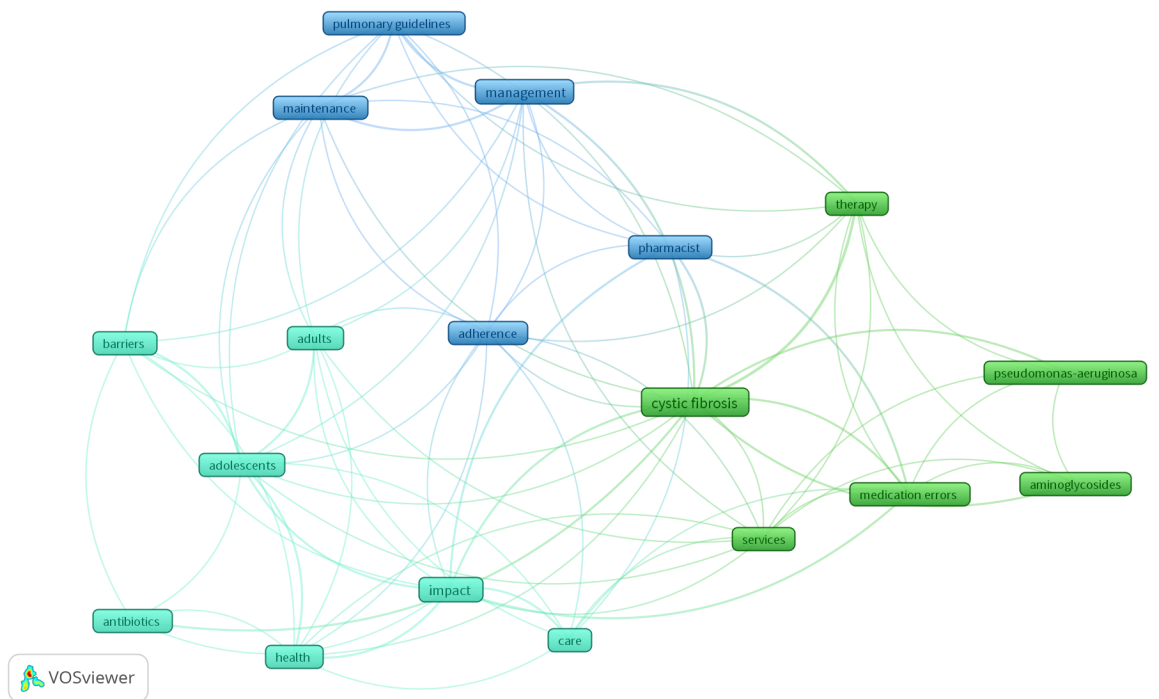 pulmonary guidelines
management
maintenance
therapy
pharmacist
adherence
adults
barriers
pseudomonas-aeruginosa
cystic fibrosis
adolescents
aminoglycosides
medication errors
services
impact
antibiotics
care
health
VOSviewer